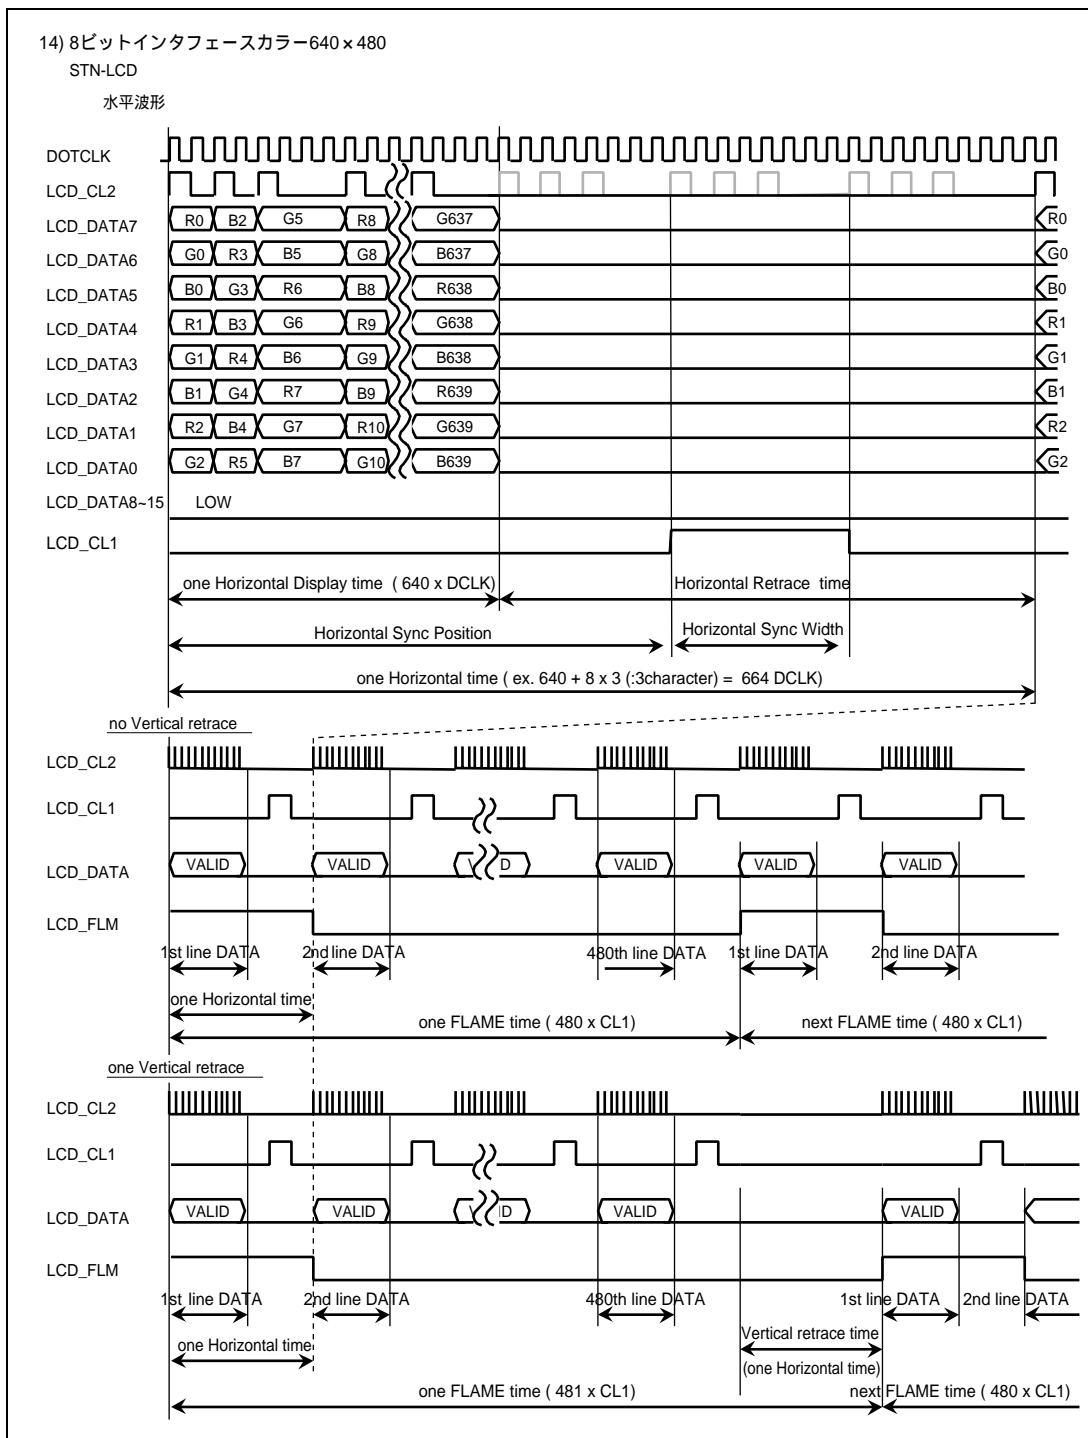 14) 8ビットインタフェースカラー640×480
STN-LCD
水平波形
DOTCLK
LCD_CL2
LCD_DATA7 R0 B2 G5 R8 G637 R0
LCD_DATA6 G0 R3 B5 G8 B637 G0
LCD_DATA5 B0 G3 R6 B8 R638 B0
LCD_DATA4 R1 B3 G6 R9 G638 R1
LCD_DATA3 G1 R4 B6 G9 B638 G1
LCD_DATA2 B1 G4 R7 B9 R639 B1
LCD_DATA1 R2 B4 G7 R10 G639 R2
LCD_DATA0 G2 R5 B7 G10 B639 G2
LCD_DATA8~15 LOW
LCD_CL1
one Horizontal Display time ( 640 x DCLK) Horizontal Retrace time
Horizontal Sync Position Horizontal Sync Width
one Horizontal time ( ex. 640 + 8 x 3 (:3character) = 664 DCLK)
no Vertical retrace
LCD_CL2
LCD_CL1
LCD_DATA VALID VALID D VALID VALID VALID
LCD_FLM
1st line DATA 2nd line DATA 480th line DATA 1st line DATA 2nd line DATA
one Horizontal time
one FLAME time ( 480 x CL1) next FLAME time ( 480 x CL1)
one Vertical retrace
LCD_CL2
LCD_CL1
LCD_DATA VALID VALID ID VALID VALID
LCD_FLM
1st line DATA 2nd line DATA 480th line DATA 1st line DATA 2nd line DATA
one Horizontal time Vertical retrace time
(one Horizontal time)
one FLAME time ( 481 x CL1) next FLAME time ( 480 x CL1)